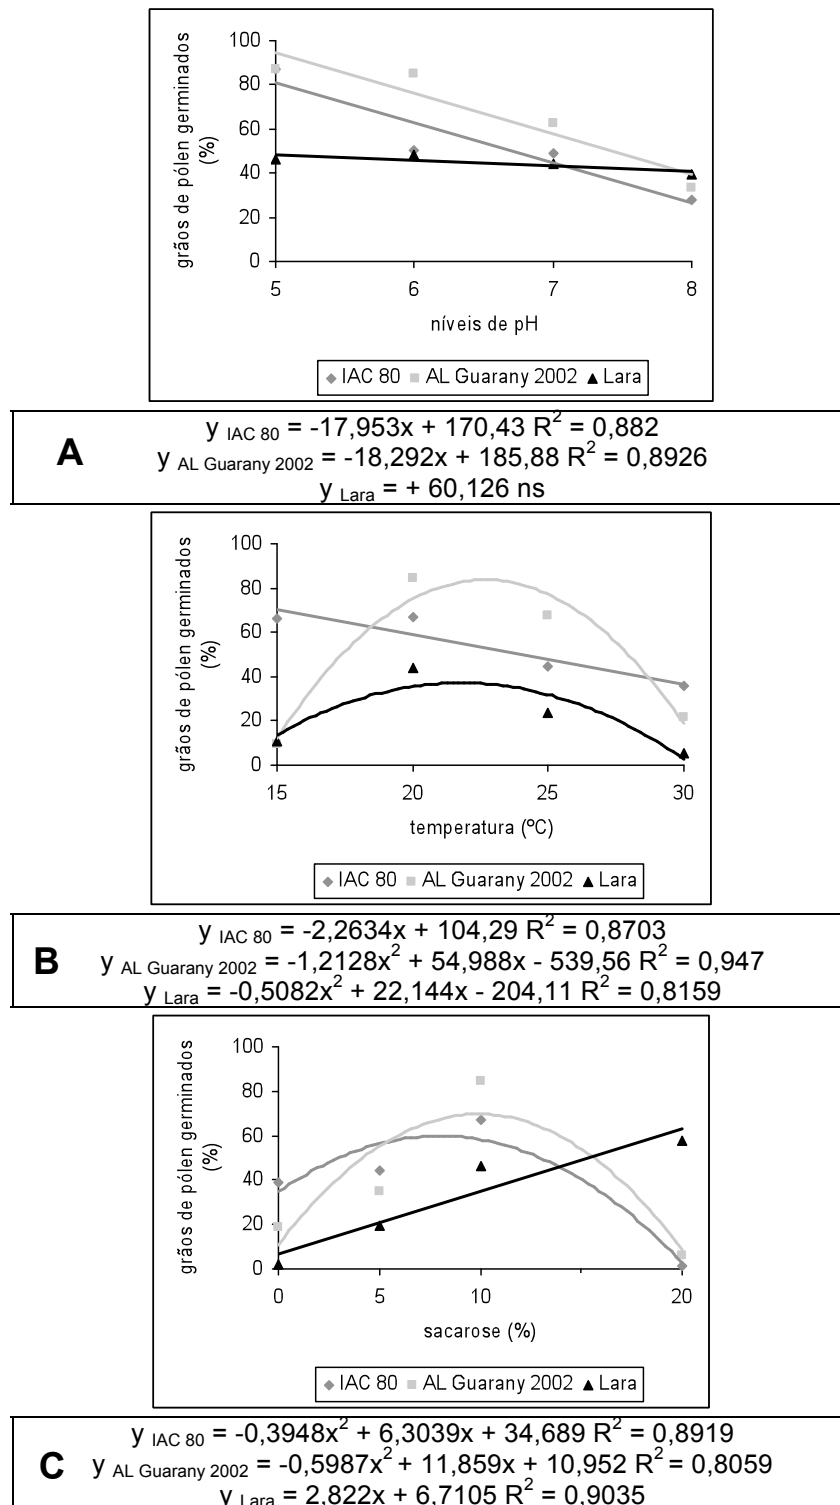 grãos de pólen germinados
(%)
100
80
60
40
20
0
5 6 7 8
níveis de pH
IAC 80 AL Guarany 2002 Lara
A
y IAC 80 = -17,953x + 170,43 R² = 0,882
y AL Guarany 2002 = -18,292x + 185,88 R² = 0,8926
y Lara = + 60,126 ns
grãos de pólen germinados
(%)
100
80
60
40
20
0
15 20 25 30
temperatura (ºC)
IAC 80 AL Guarany 2002 Lara
B
y IAC 80 = -2,2634x + 104,29 R² = 0,8703
y AL Guarany 2002 = -1,2128x² + 54,988x - 539,56 R² = 0,947
y Lara = -0,5082x² + 22,144x - 204,11 R² = 0,8159
grãos de pólen germinados
(%)
100
80
60
40
20
0
0 5 10 20
sacarose (%)
IAC 80 AL Guarany 2002 Lara
C
y IAC 80 = -0,3948x² + 6,3039x + 34,689 R² = 0,8919
y AL Guarany 2002 = -0,5987x² + 11,859x + 10,952 R² = 0,8059
y Lara = 2,822x + 6,7105 R² = 0,9035